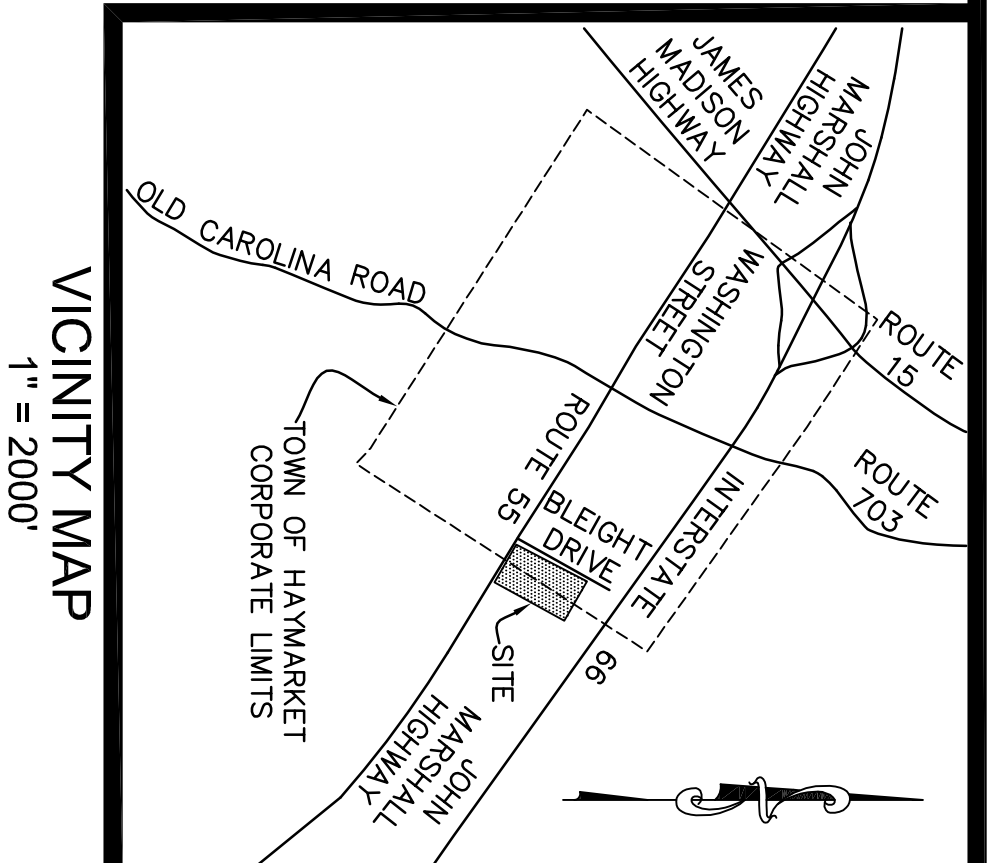 JAMES
MADISON
HIGHWAY
JOHN
MARSHALL
HIGHWAY
OLD CAROLINA ROAD
WASHINGTON
STREET
ROUTE
15
ROUTE
703
ROUTE 55
BLEIGHT
DRIVE
INTERSTATE 66
TOWN OF HAYMARKET
CORPORATE LIMITS
SITE
JOHN
MARSHALL
HIGHWAY
N
VICINITY MAP
1" = 2000'